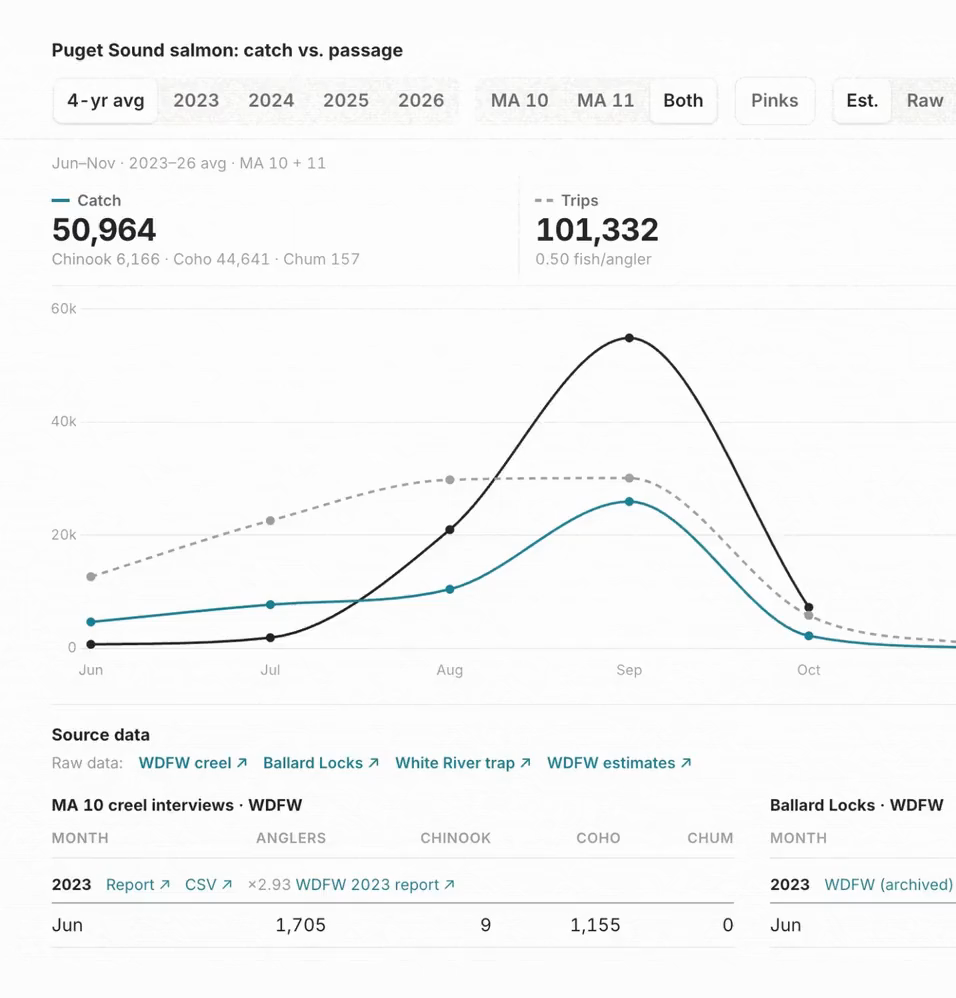 Puget Sound salmon: catch vs. passage
4-yr avg 2023 2024 2025 2026 MA 10 MA 11 Both Pinks Est. Raw
Jun–Nov · 2023–26 avg · MA 10 + 11
Catch Trips
50,964 101,332
Chinook 6,166 · Coho 44,641 · Chum 157 0.50 fish/angler
60k
40k
20k
0
Jun Jul Aug Sep Oct
Source data
Raw data: WDFW creel ↗ Ballard Locks ↗ White River trap ↗ WDFW estimates ↗
MA 10 creel interviews · WDFW Ballard Locks · WDFW
MONTH ANGLERS CHINOOK COHO CHUM MONTH
2023 Report ↗ CSV ↗ ×2.93 WDFW 2023 report ↗ 2023 WDFW (archived)
Jun 1,705 9 1,155 0 Jun